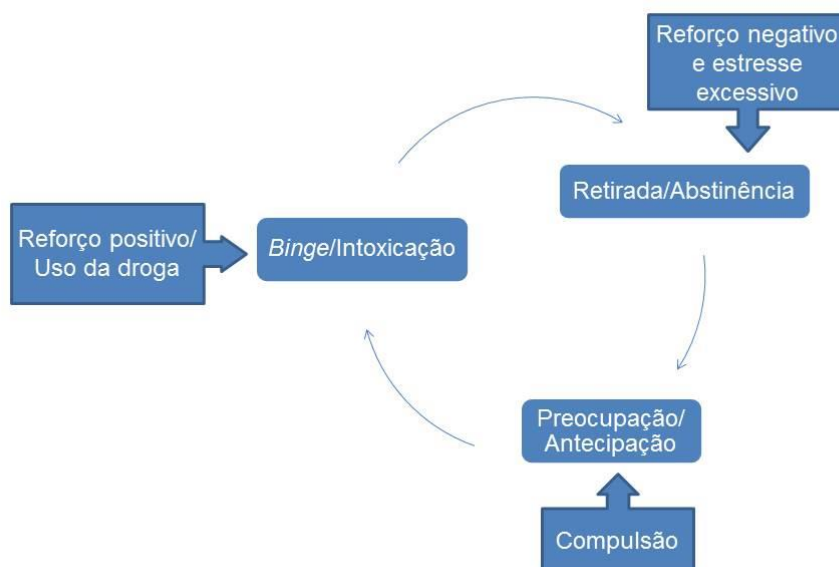 Reforço negativo
e estresse
excessivo
Retirada/Abstinência
Reforço positivo/
Uso da droga
Binge/Intoxicação
Preocupação/
Antecipação
Compulsão